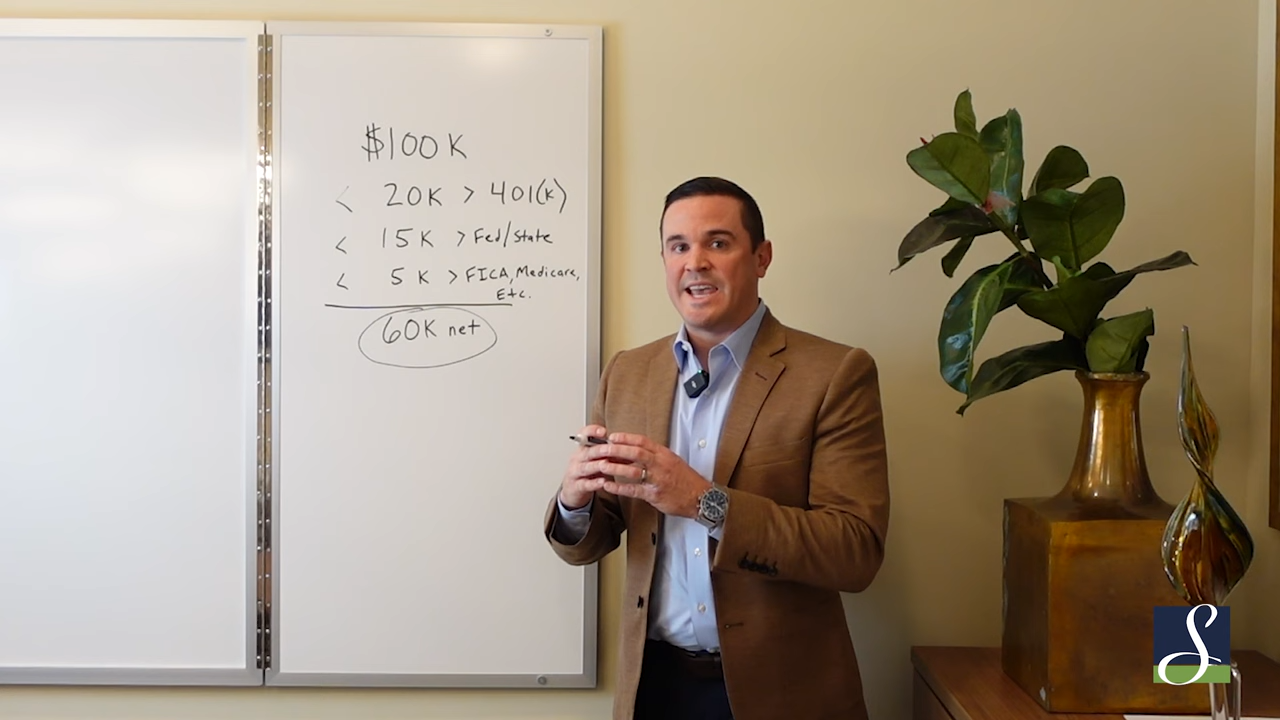 $100K
< 20K > 401(k)
< 15K > Fed/State
< 5K > FICA, Medicare,
Etc.
60K net
S